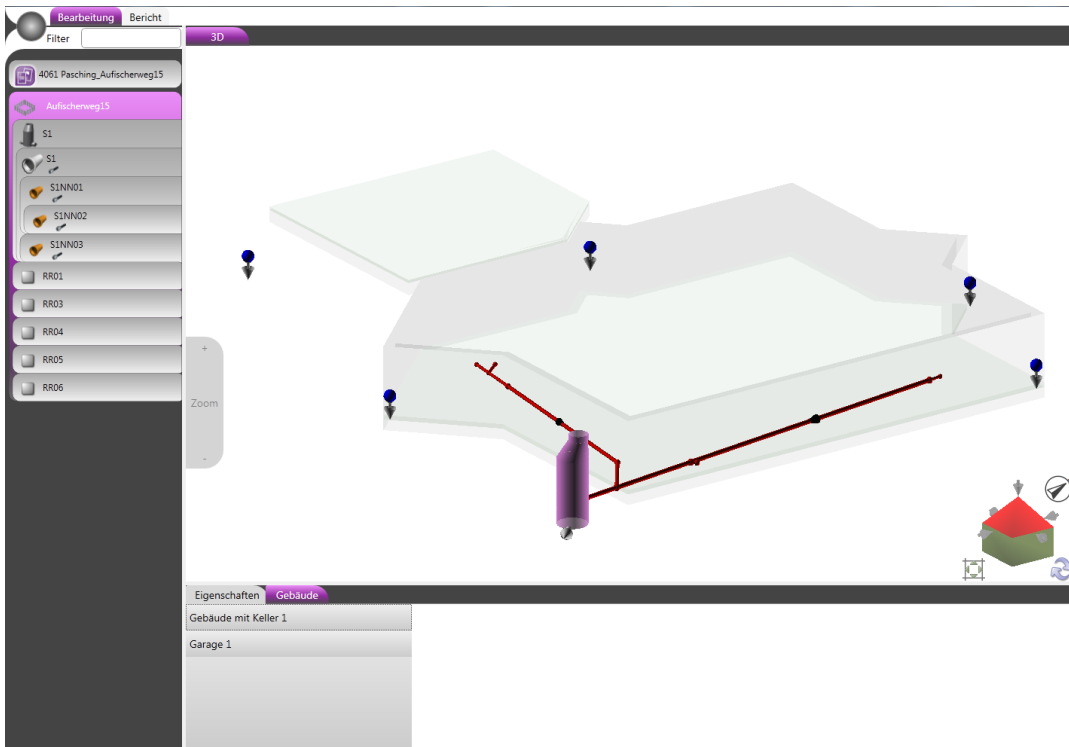 Bearbeitung Bericht
Filter
3D
4061 Pasching_Aufischerweg15
Aufischerweg15
S1
S1
S1NN01
S1NN02
S1NN03
RR01
RR03
RR04
RR05
RR06
+
Zoom
-
Eigenschaften Gebäude
Gebäude mit Keller 1
Garage 1